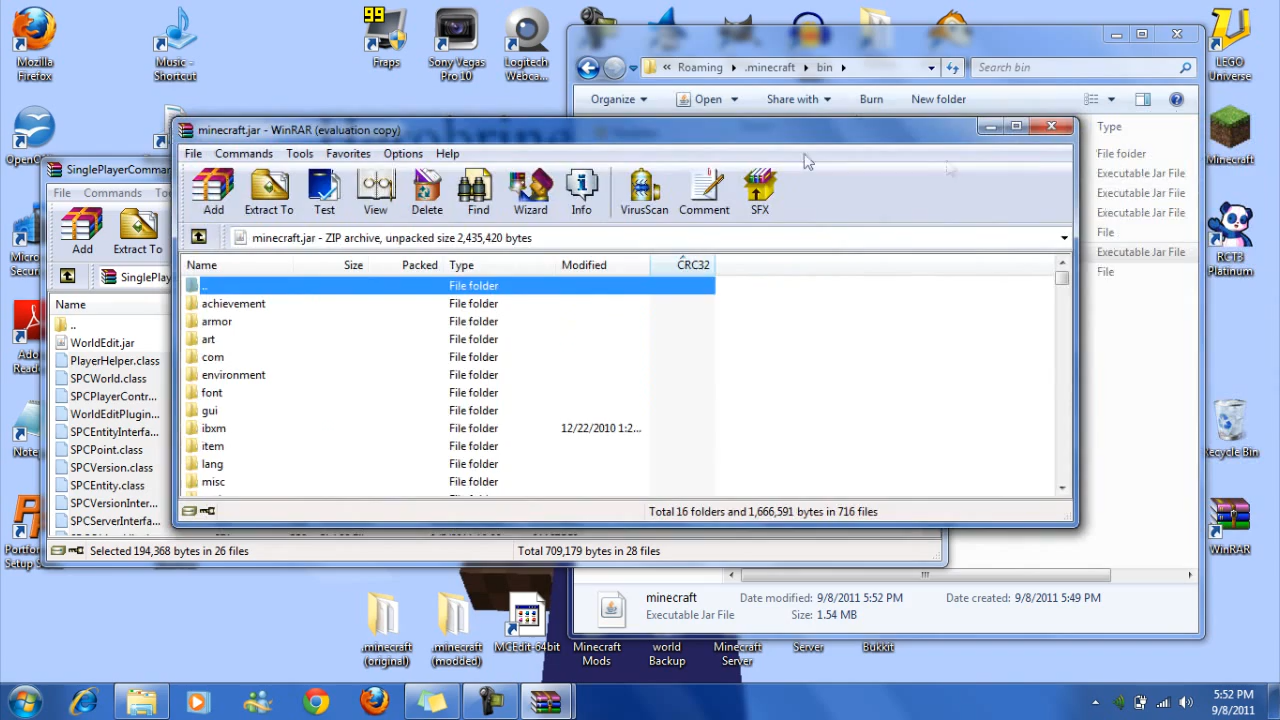 99
Mozilla
Firefox
Music -
Shortcut
Fraps
Sony Vegas
Pro 10
Logitech
Webca...
LEGO
Universe
Minecraft
RCT3
Platinum
Recycle Bin
WinRAR
« Roaming .minecraft bin
Search bin
Organize Open Share with Burn New folder
Type
File folder
Executable Jar File
Executable Jar File
Executable Jar File
File
Executable Jar File
File
minecraft.jar - WinRAR (evaluation copy)
File Commands Tools Favorites Options Help
Add Extract To Test View Delete Find Wizard Info VirusScan Comment SFX
minecraft.jar - ZIP archive, unpacked size 2,435,420 bytes
Name Size Packed Type Modified CRC32
.. File folder
achievement File folder
armor File folder
art File folder
com File folder
environment File folder
font File folder
gui File folder
ibxm File folder 12/22/2010 1:2...
item File folder
lang File folder
misc File folder
Total 16 folders and 1,666,591 bytes in 716 files
SinglePlayerComma
File Commands
Add Extract To
SinglePlay
Name
..
WorldEdit.jar
PlayerHelper.class
SPCWorld.class
SPCPlayerContr...
WorldEditPlugin...
SPCEntityInterfa...
SPCPoint.class
SPCVersion.class
SPCEntity.class
SPCVersionInter...
SPCServerInterfa...
Selected 194,368 bytes in 26 files
Total 709,179 bytes in 28 files
minecraft Date modified: 9/8/2011 5:52 PM Date created: 9/8/2011 5:49 PM
Executable Jar File Size: 1.54 MB
.minecraft
(original)
.minecraft
(modded)
MCEdit-64bit
Minecraft
Mods
world
Backup
Minecraft
Server
Server
Bukkit
5:52 PM
9/8/2011